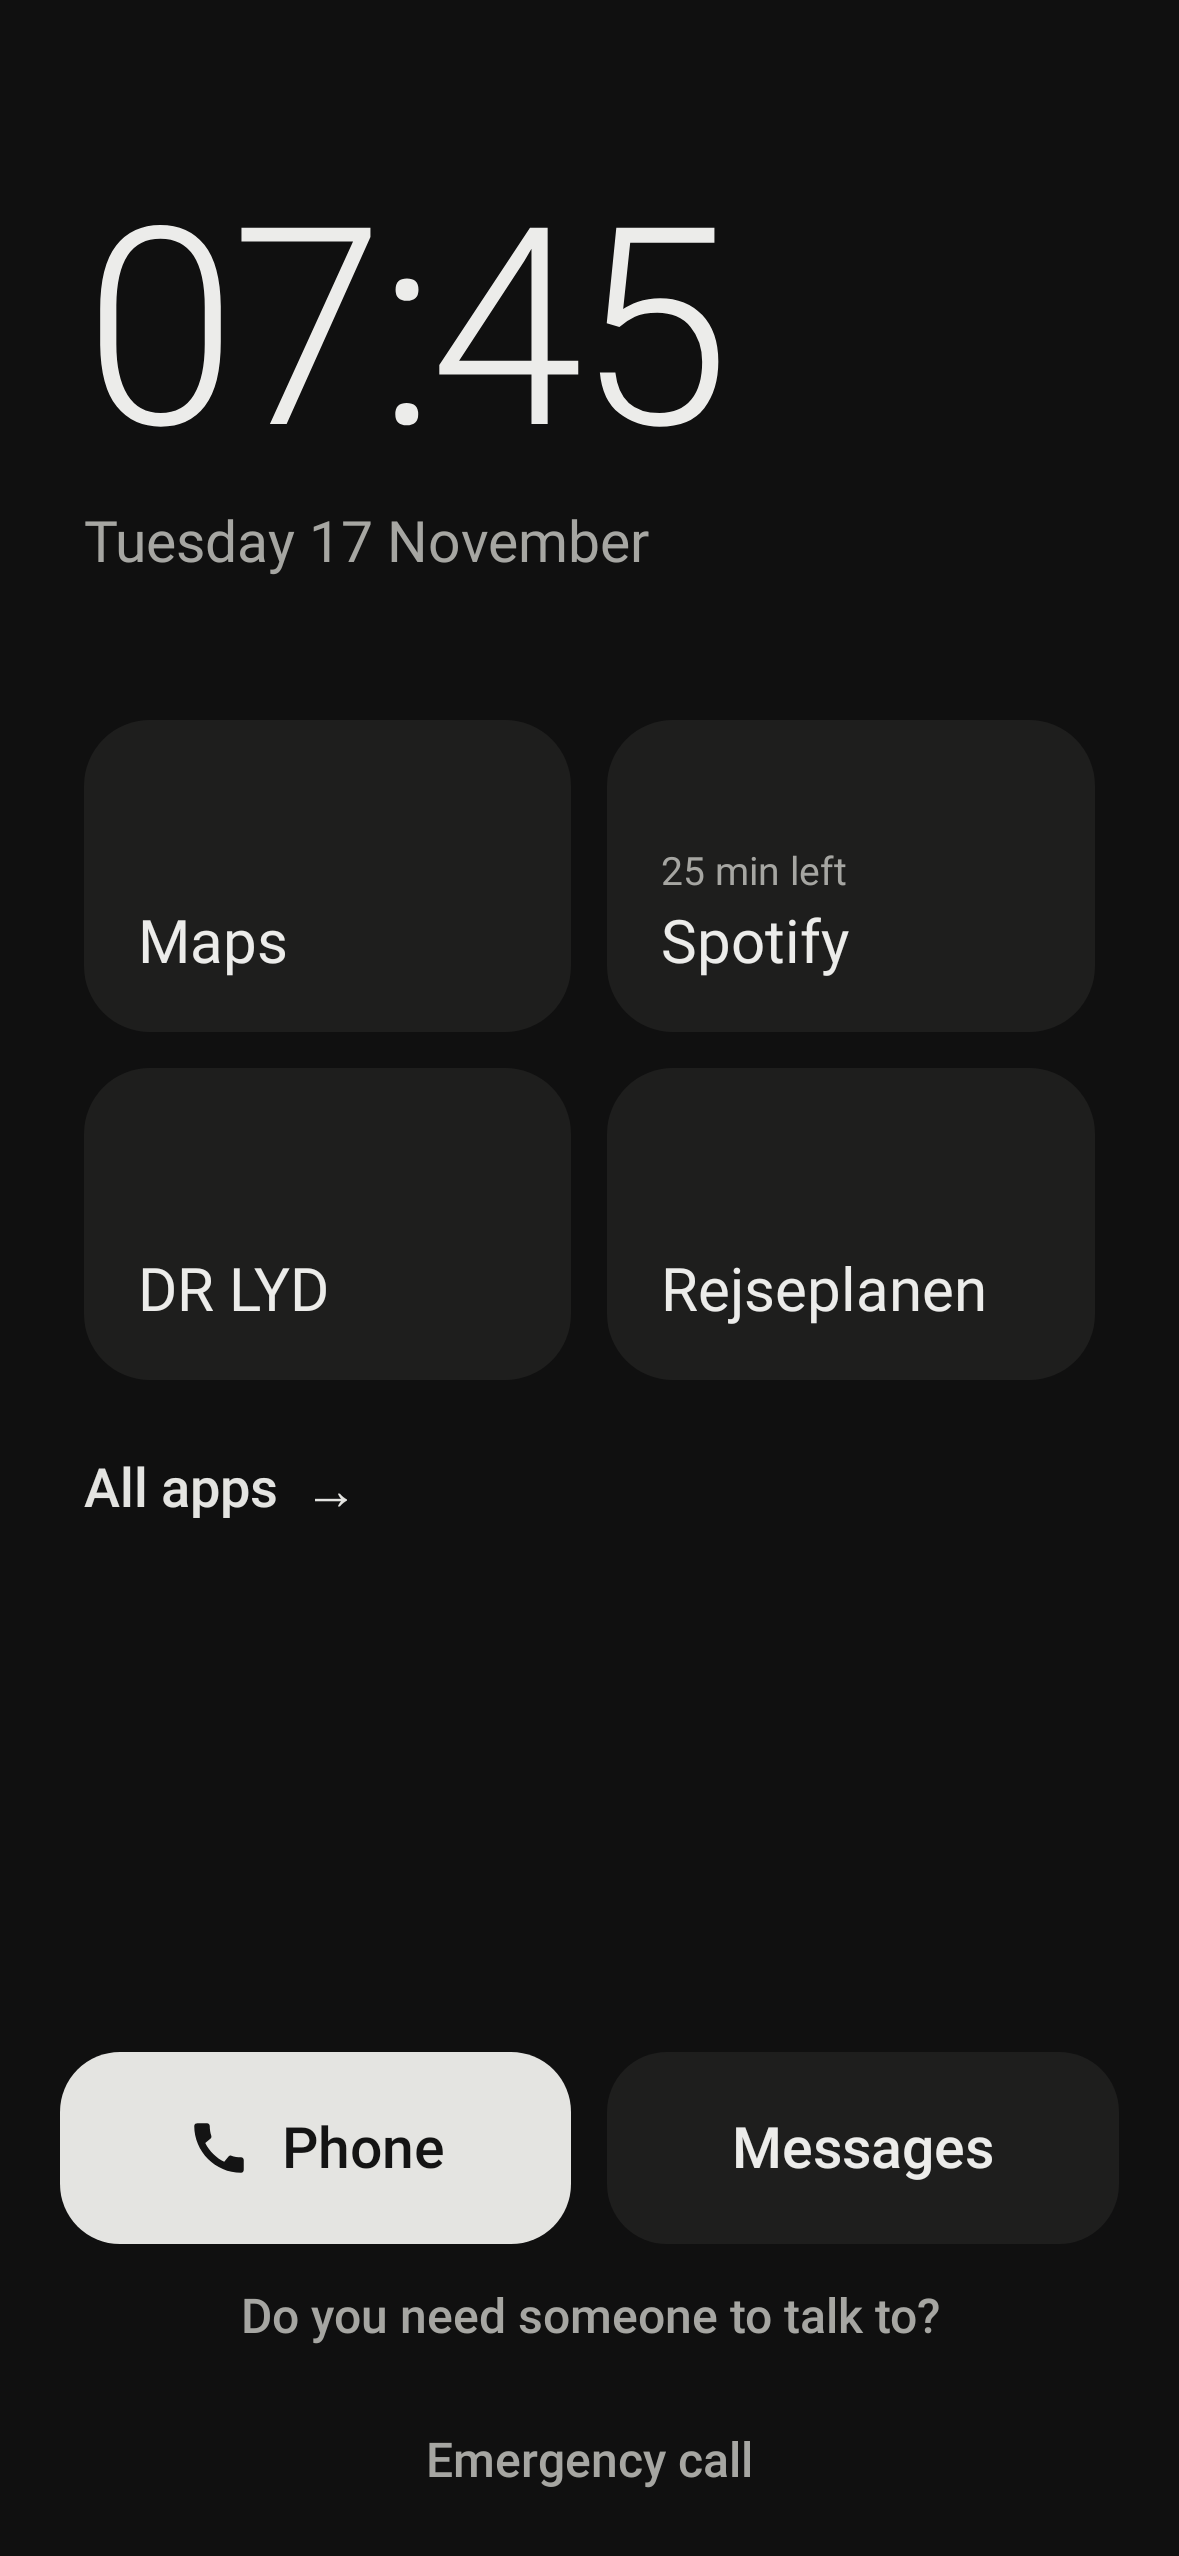 07:45
Tuesday 17 November
Maps
25 min left
Spotify
DR LYD
Rejseplanen
All apps →
Phone
Messages
Do you need someone to talk to?
Emergency call